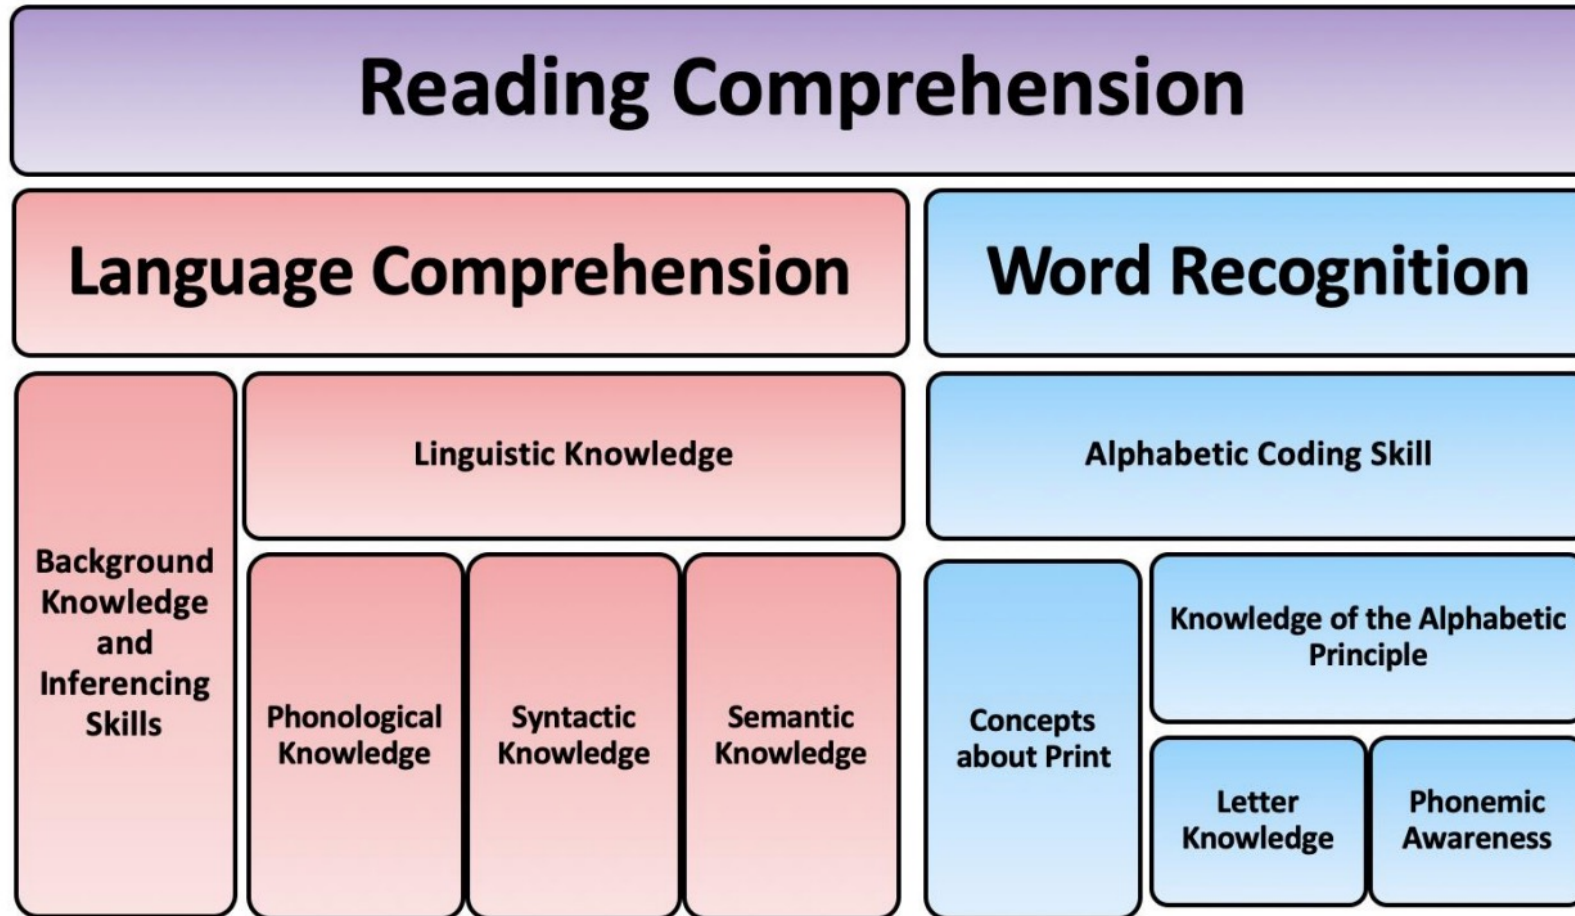 Reading Comprehension
Language Comprehension
Word Recognition
Background
Knowledge
and
Inferencing
Skills
Linguistic Knowledge
Phonological
Knowledge
Syntactic
Knowledge
Semantic
Knowledge
Alphabetic Coding Skill
Concepts
about Print
Knowledge of the Alphabetic
Principle
Letter
Knowledge
Phonemic
Awareness